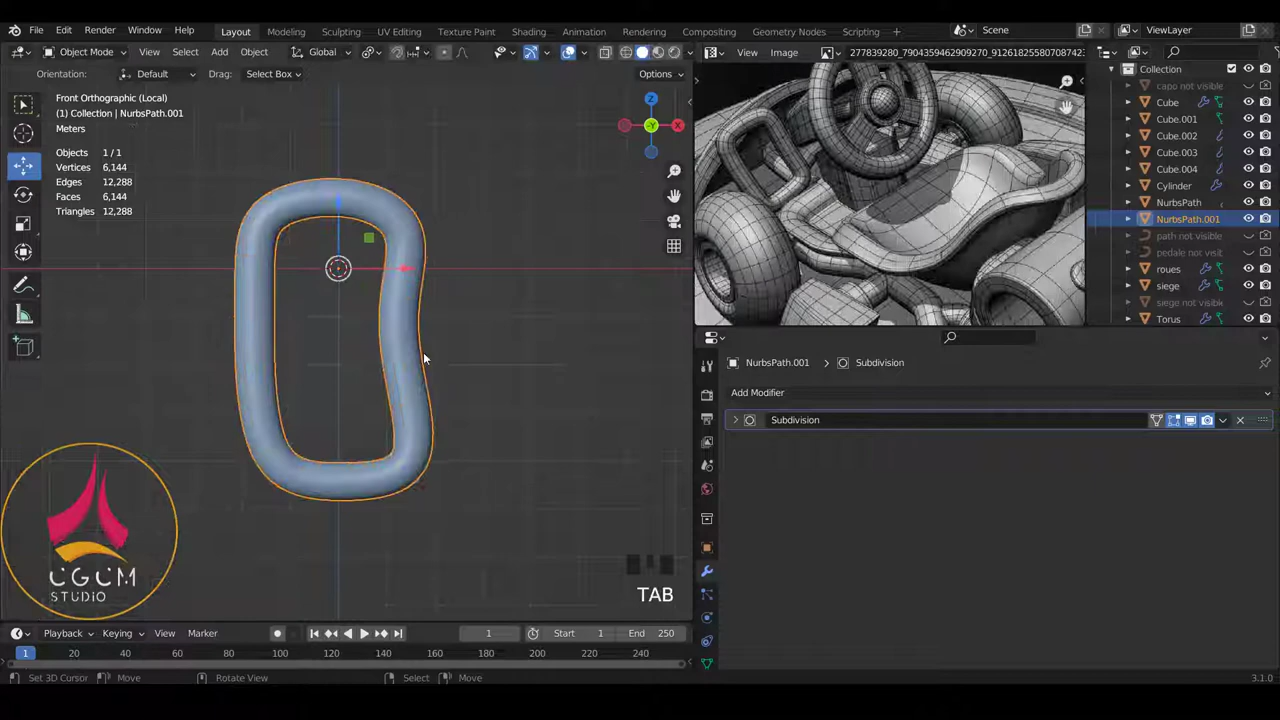 File Edit Render Window Help Layout Modeling Sculpting UV Editing Texture Paint Shading Animation Rendering Compositing Geometry Nodes Scripting + Scene ViewLayer
Object Mode View Select Add Object Global View Image 277839280_7904359462909270_9126182558070874 23
Orientation: Default Drag: Select Box Options
Collection
Front Orthographic (Local)
(1) Collection | NurbsPath.001
Meters
Objects 1 / 1
Vertices 6,144
Edges 12,288
Faces 6,144
Triangles 12,288
Z
-Y
X
capo not visible
Cube
Cube.001
Cube.002
Cube.003
Cube.004
Cylinder
NurbsPath
NurbsPath.001
path not visible
pedale not visit
roues
siege
siege not visible
Torus
NurbsPath.001 > Subdivision
Add Modifier
Subdivision
CGCM
STUDIO
TAB
Playback Keying View Marker 1 Start 1 End 250
1 20 40 60 80 100 120 140 160 180 200 220 240
Set 3D Cursor Move Rotate View Select Move 3.1.0